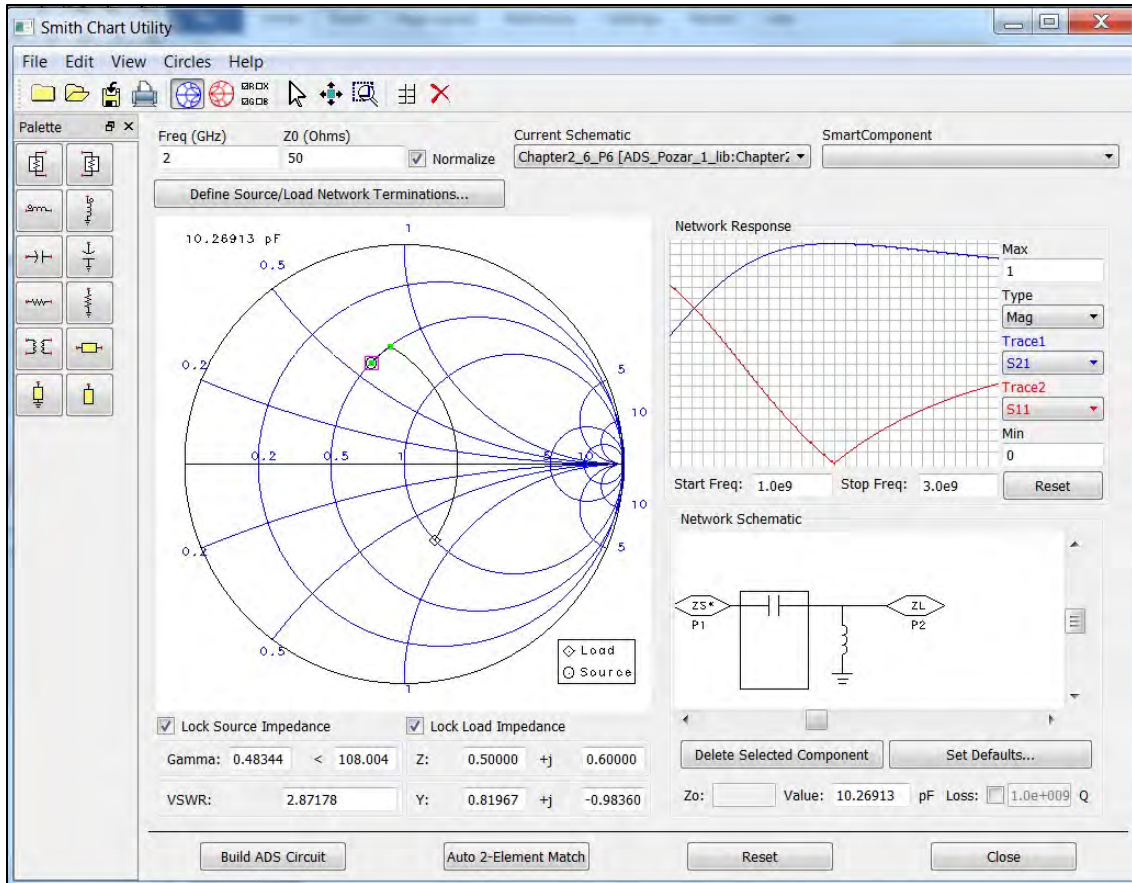 Smith Chart Utility
File Edit View Circles Help
Palette
Freq (GHz)
Z0 (Ohms)
2
50
Normalize
Current Schematic
Chapter2_6_P6 [ADS_Pozar_1_lib:Chapter2
SmartComponent
Define Source/Load Network Terminations...
10.26913 pF
1
0.5
0.2
5
10
0.2 0.5 1 5 10
10
5
0.2
0.5
1
Load
Source
Network Response
Max
1
Type
Mag
Trace1
S21
Trace2
S11
Min
0
Start Freq: 1.0e9 Stop Freq: 3.0e9 Reset
Network Schematic
ZS*
P1
ZL
P2
Lock Source Impedance
Lock Load Impedance
Gamma: 0.48344 < 108.004 Z: 0.50000 +j 0.60000
VSWR: 2.87178 Y: 0.81967 +j -0.98360
Delete Selected Component Set Defaults...
Zo: Value: 10.26913 pF Loss: 1.0e+009 Q
Build ADS Circuit Auto 2-Element Match Reset Close